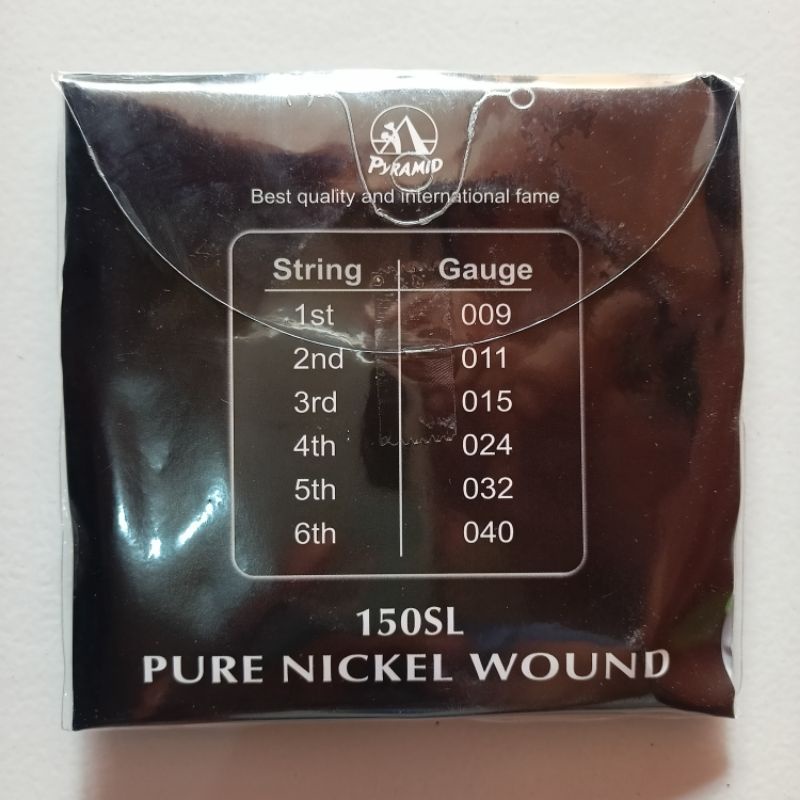 PYRAMID
Best quality and international fame
String Gauge
1st 009
2nd 011
3rd 015
4th 024
5th 032
6th 040
150SL
PURE NICKEL WOUND